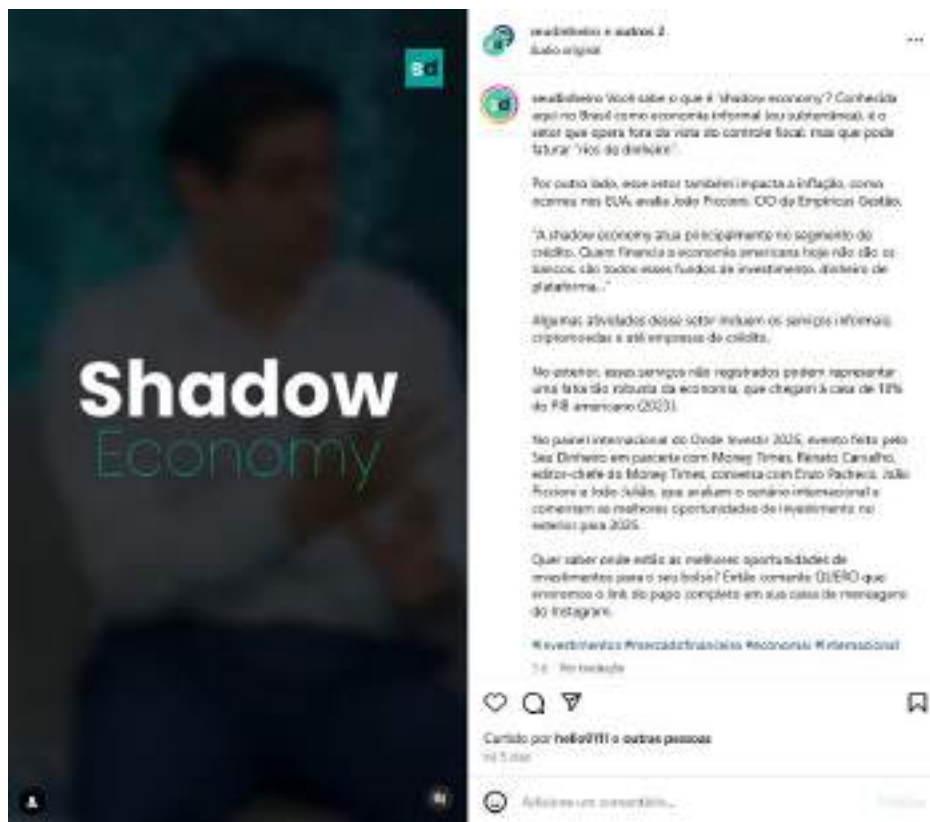 sd
Shadow
Economy
seudinheiro e outros 2
Áudio original
sd
seudinheiro Você sabe o que é 'shadow economy'? Conhecida
aqui no Brasil como economia informal (ou subterrânea), é o
setor que opera fora da vista do controle fiscal, mas que pode
faturar "rios de dinheiro".
Por outro lado, esse setor também impacta a inflação, como
ocorreu nos EUA, avalia João Piccioni, CIO da Empiricus Gestão.
"A shadow economy atua principalmente no segmento de
crédito. Quem financia a economia americana hoje não são os
bancos, são todos esses fundos de investimento, dinheiro de
plataforma..."
Algumas atividades desse setor incluem os serviços informais,
criptomoedas e até empresas de crédito.
No exterior, esses serviços não registrados podem representar
uma fatia tão robusta da economia, que chegam à casa de
do PIB americano (2023).
No painel internacional do Onde Investir 2025, evento feito pelo
Seu Dinheiro em parceria com Money Times, Renato Carvalho,
editor-chefe do Money Times, conversa com Enzo Pacheco, João
Piccioni e João Julião, que avaliam o cenário internacional e
comentam as melhores oportunidades de investimento no
exterior para 2025.
Quer saber onde estão as melhores oportunidades de
investimentos para o seu bolso? Então comente QUERO que
enviaremos o link do papo completo em sua caixa de mensagens
do Instagram.
#investimentos #mercadofinanceiro #economia #internacional
Ver tradução
Curtido por e outras pessoas
há 5 dias
Adicione um comentário...